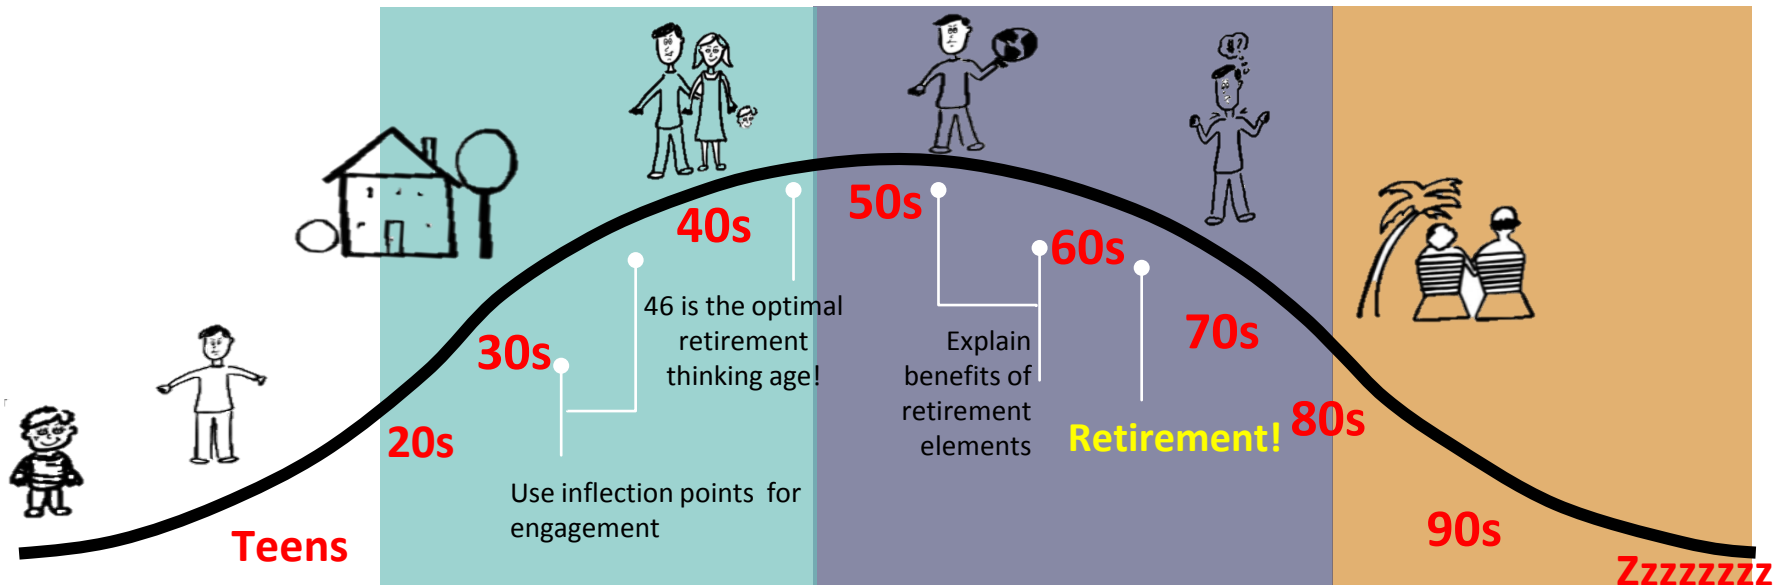 !?
50s
40s
60s
46 is the optimal
retirement
thinking age!
30s
70s
Explain
benefits of
retirement
elements
20s
80s
Retirement!
Use inflection points  for
engagement
Teens
90s
Zzzzzzzz